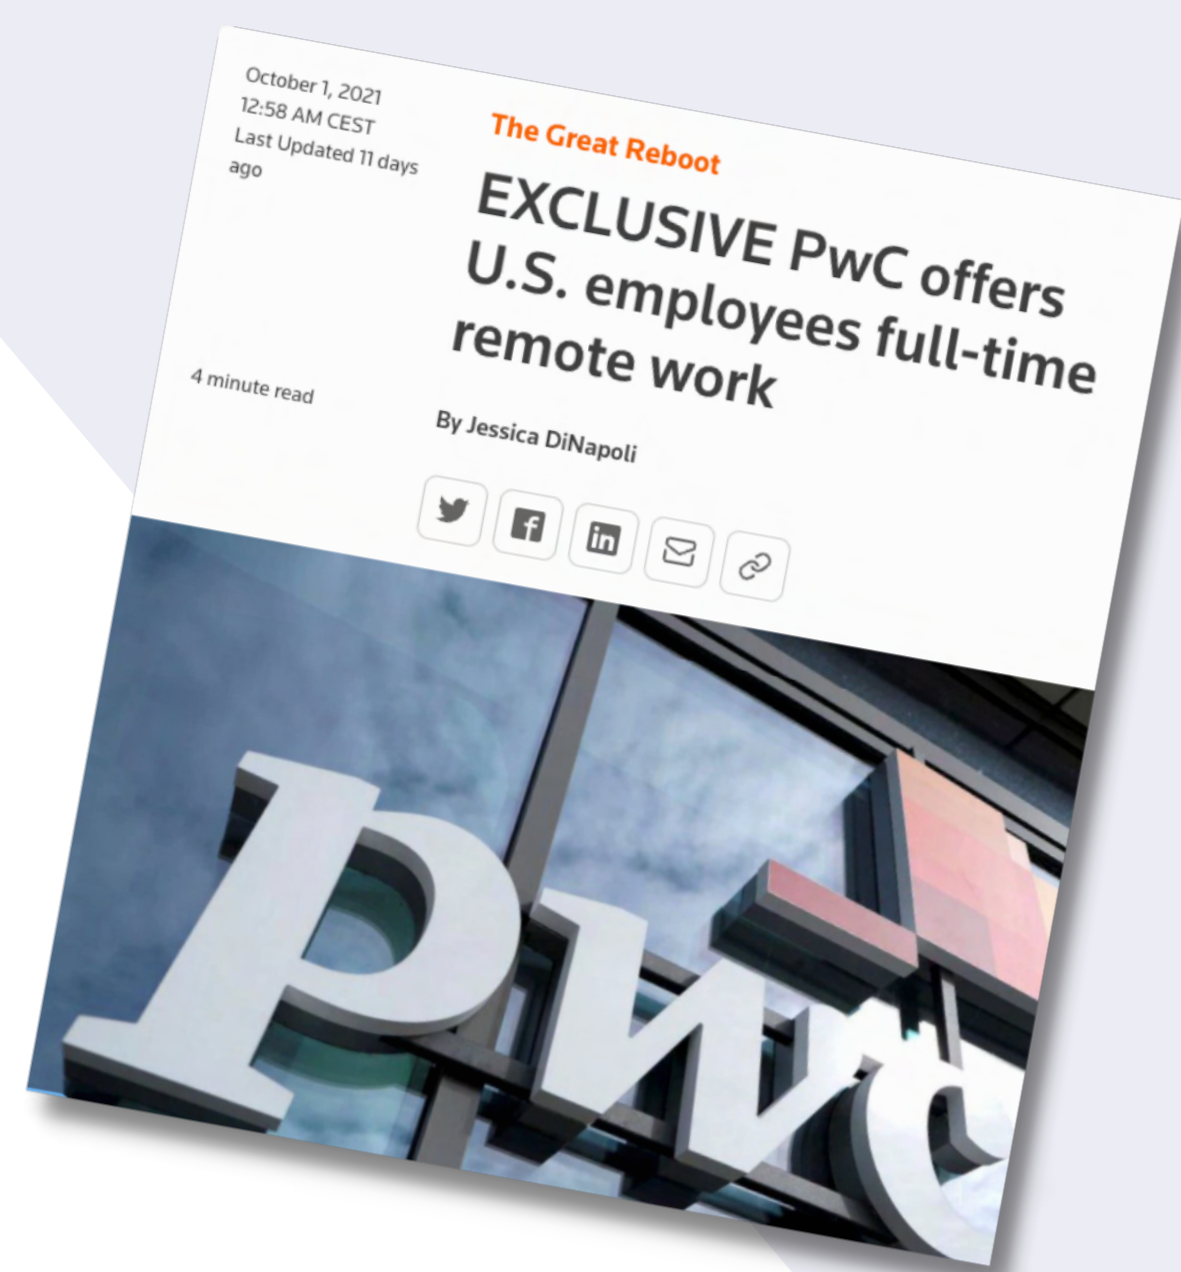 October 1, 2021
12:58 AM CEST
Last Updated 11 days
ago
4 minute read
The Great Reboot
EXCLUSIVE PwC offers
U.S. employees full-time
remote work
By Jessica DiNapoli
pwc